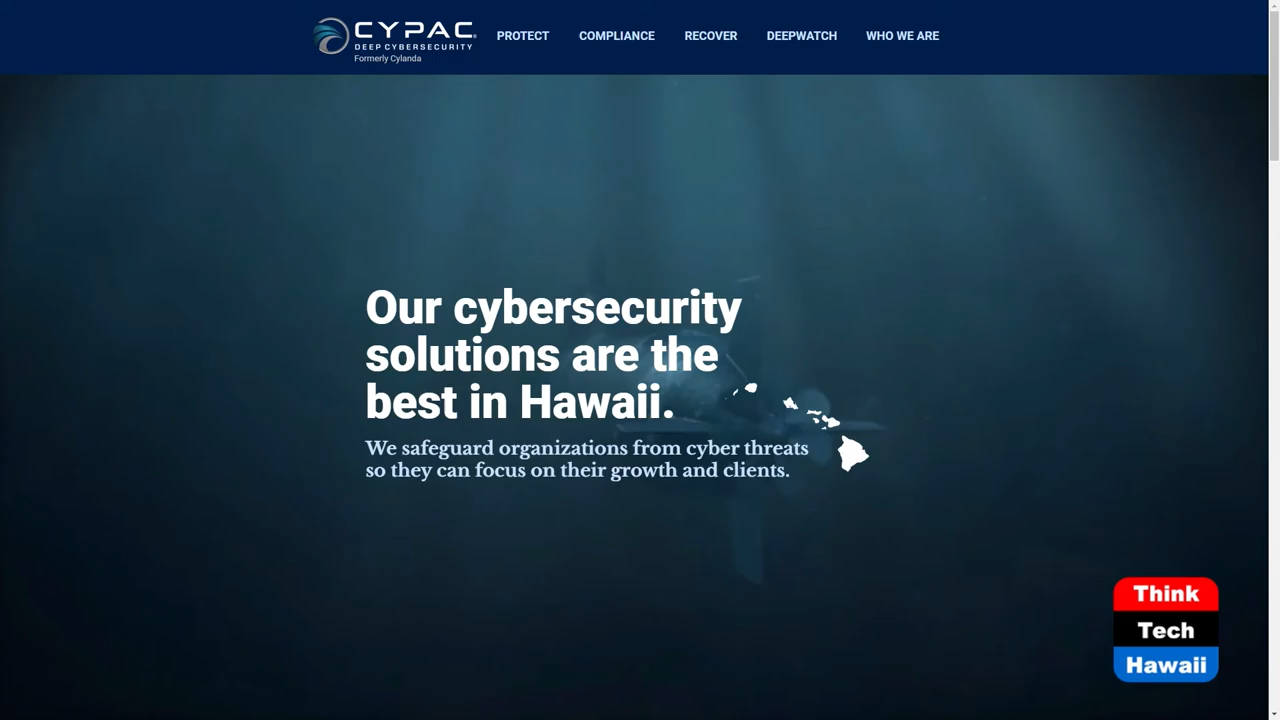 CYPAC®
DEEP CYBERSECURITY
Formerly Cylanda
PROTECT
COMPLIANCE
RECOVER
DEEPWATCH
WHO WE ARE
Our cybersecurity
solutions are the
best in Hawaii.
We safeguard organizations from cyber threats
so they can focus on their growth and clients.
Think
Tech
Hawaii